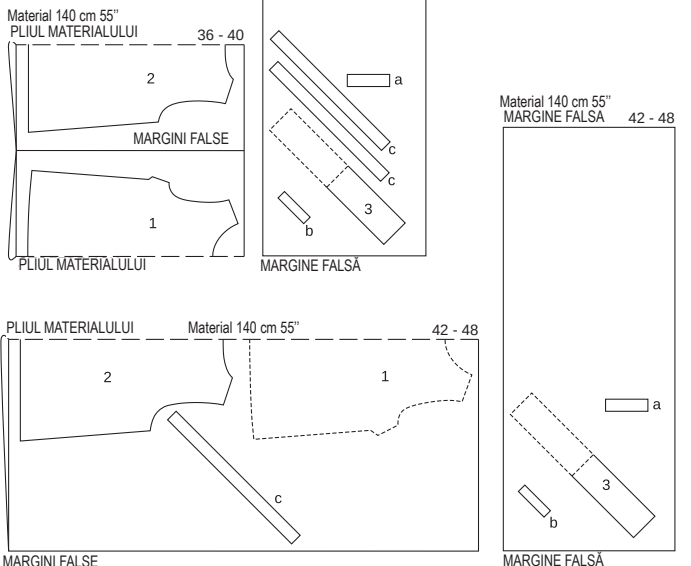 Material 140 cm 55"
PLIUL MATERIALULUI 36 - 40
2
MARGINI FALSE
1
PLIUL MATERIALULUI
a
c
c
3
b
MARGINE FALSĂ
Material 140 cm 55"
MARGINE FALSA 42 - 48
a
3
b
MARGINE FALSĂ
PLIUL MATERIALULUI Material 140 cm 55" 42 - 48
2
1
c
MARGINI FALSE